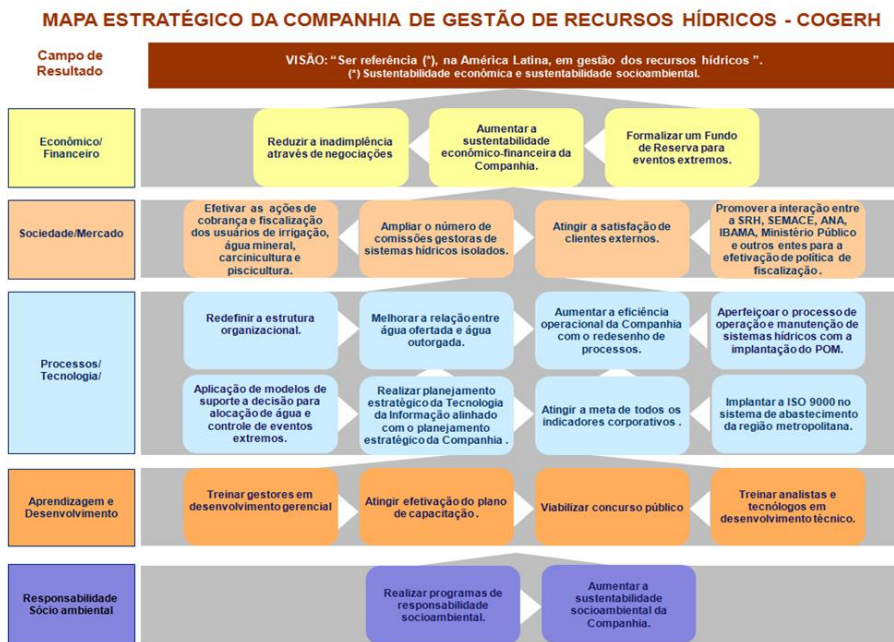 MAPA ESTRATÉGICO DA COMPANHIA DE GESTÃO DE RECURSOS HÍDRICOS - COGERH
Campo de
Resultado
VISÃO: “Ser referência (*), na América Latina, em gestão dos recursos hídricos ”.
(*) Sustentabilidade econômica e sustentabilidade socioambiental.
Econômico/
Financeiro
Reduzir a inadimplência
através de negociações
Aumentar a
sustentabilidade
econômico-financeira da
Companhia.
Formalizar um Fundo
de Reserva para
eventos extremos.
Sociedade/Mercado
Efetivar as ações de
cobrança e fiscalização
dos usuários de irrigação,
água mineral,
carcinicultura e
piscicultura.
Ampliar o número de
comissões gestoras de
sistemas hídricos isolados.
Atingir a satisfação de
clientes externos.
Promover a interação entre
a SRH, SEMACE, ANA,
IBAMA, Ministério Público
e outros entes para a
efetivação de política de
fiscalização .
Processos/
Tecnologia/
Redefinir a estrutura
organizacional.
Melhorar a relação entre
água ofertada e água
outorgada.
Aumentar a eficiência
operacional da Companhia
com o redesenho de
processos.
Aperfeiçoar o processo de
operação e manutenção de
sistemas hídricos com a
implantação do POM.
Aplicação de modelos de
suporte a decisão para
alocação de água e
controle de eventos
extremos.
Realizar planejamento
estratégico da Tecnologia
da Informação alinhado
com o planejamento
estratégico da Companhia .
Atingir a meta de todos os
indicadores corporativos .
Implantar a ISO 9000 no
sistema de abastecimento
da região metropolitana.
Aprendizagem e
Desenvolvimento
Treinar gestores em
desenvolvimento gerencial
Atingir efetivação do plano
de capacitação .
Viabilizar concurso público
Treinar analistas e
tecnólogos em
desenvolvimento técnico.
Responsabilidade
Sócio ambiental
Realizar programas de
responsabilidade
socioambiental.
Aumentar a
sustentabilidade
socioambiental da
Companhia.